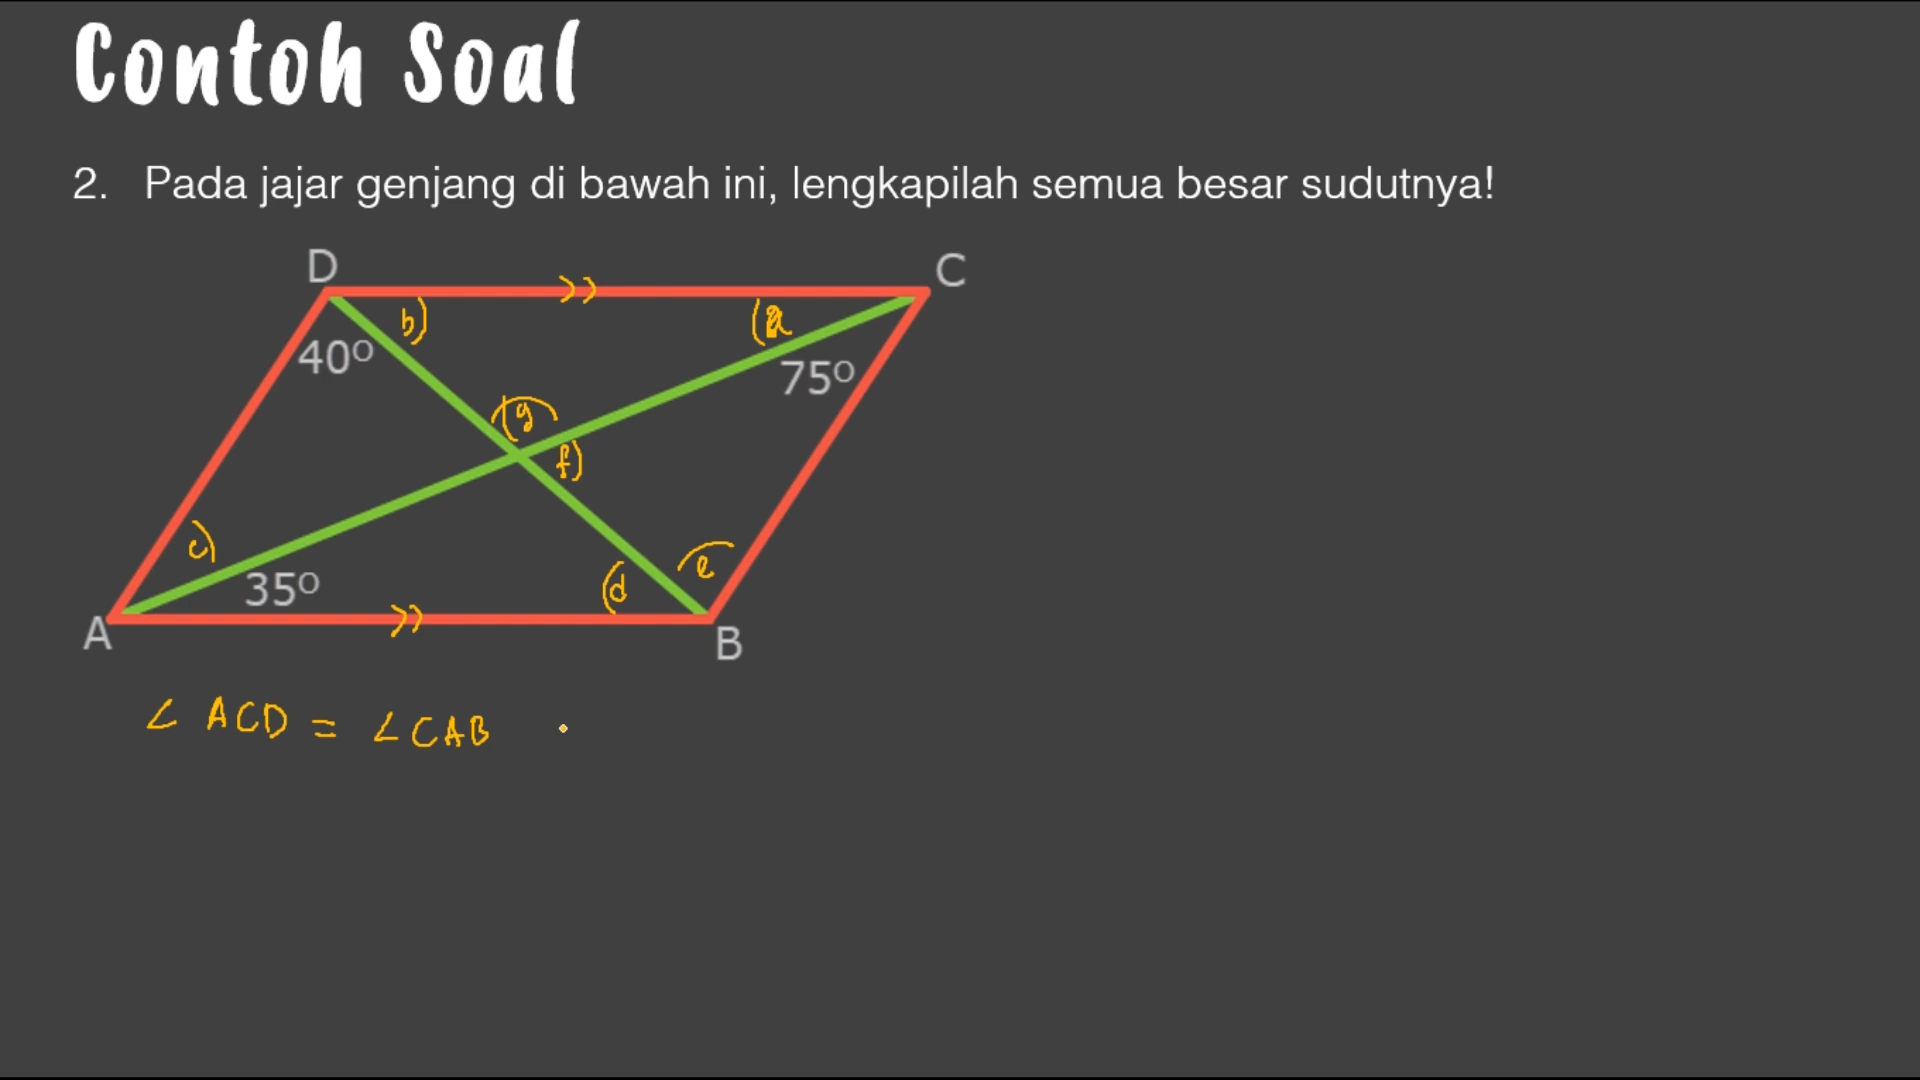 Contoh Soal
2. Pada jajar genjang di bawah ini, lengkapilah semua besar sudutnya!
D
C
b)
(a
40°
75°
(g
f)
c)
e
35°
(d
A
B
∠ ACD = ∠CAB